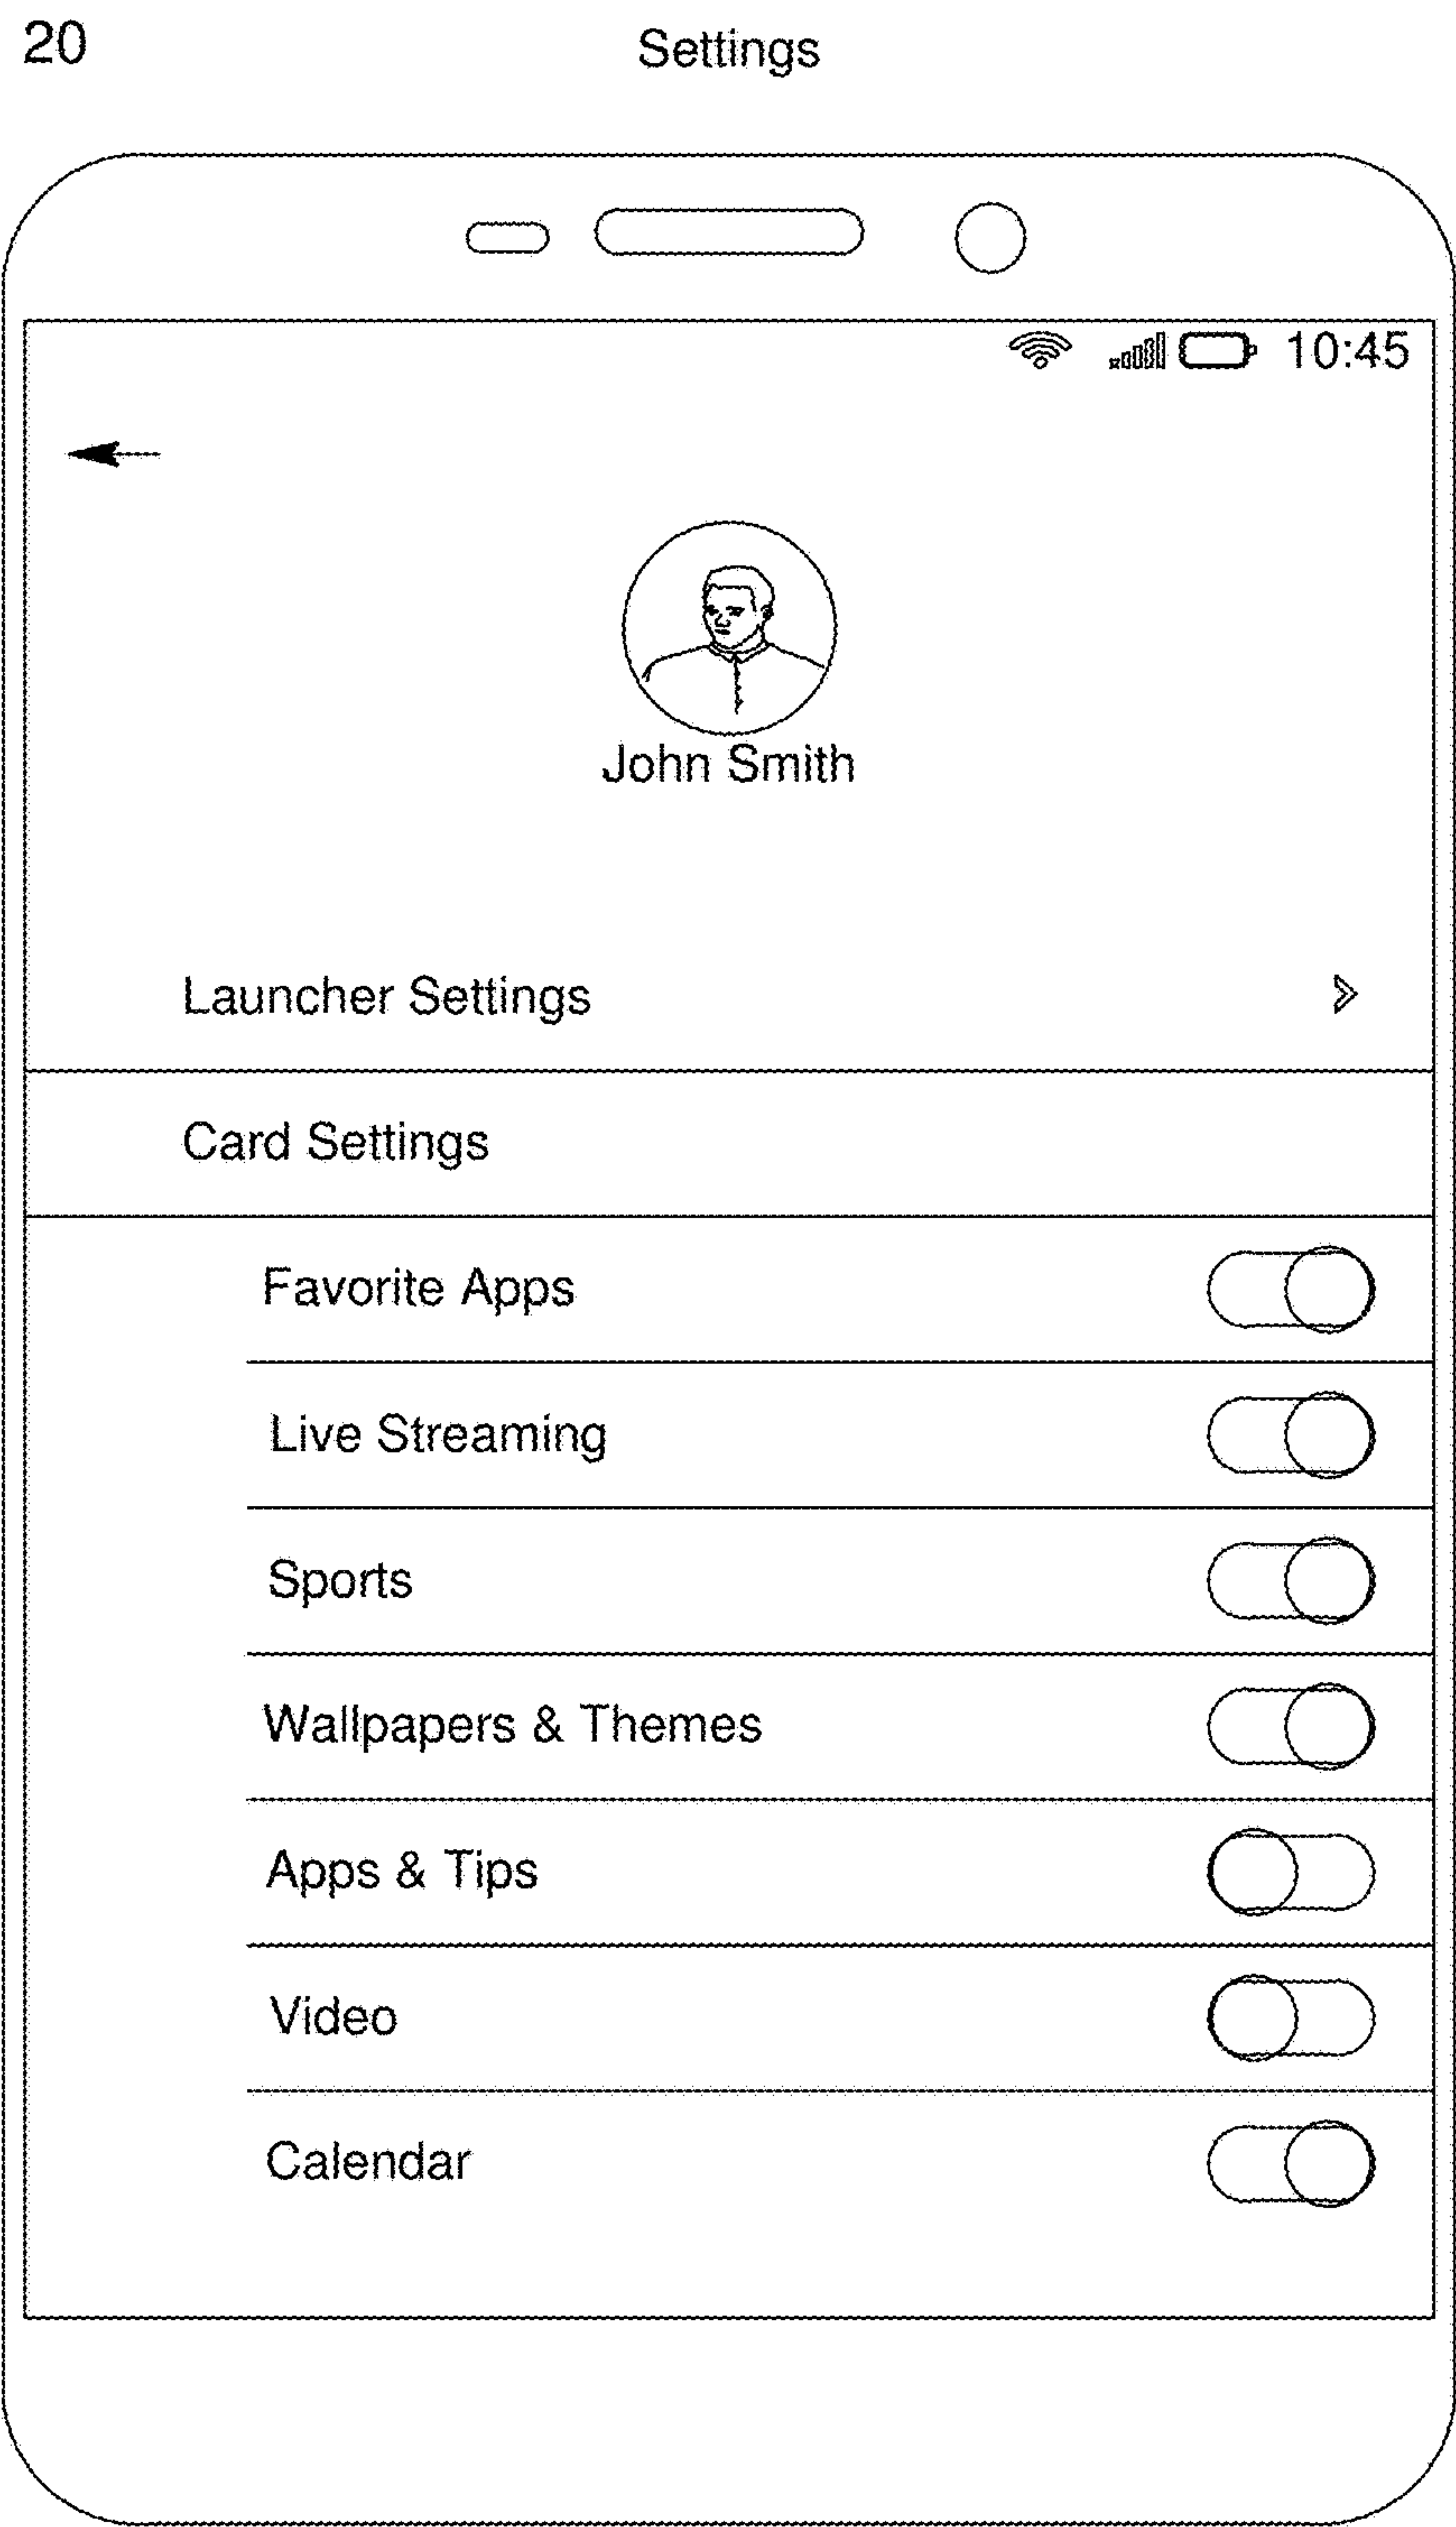 20
Settings
10:45
John Smith
Launcher Settings
Card Settings
Favorite Apps
Live Streaming
Sports
Wallpapers & Themes
Apps & Tips
Video
Calendar